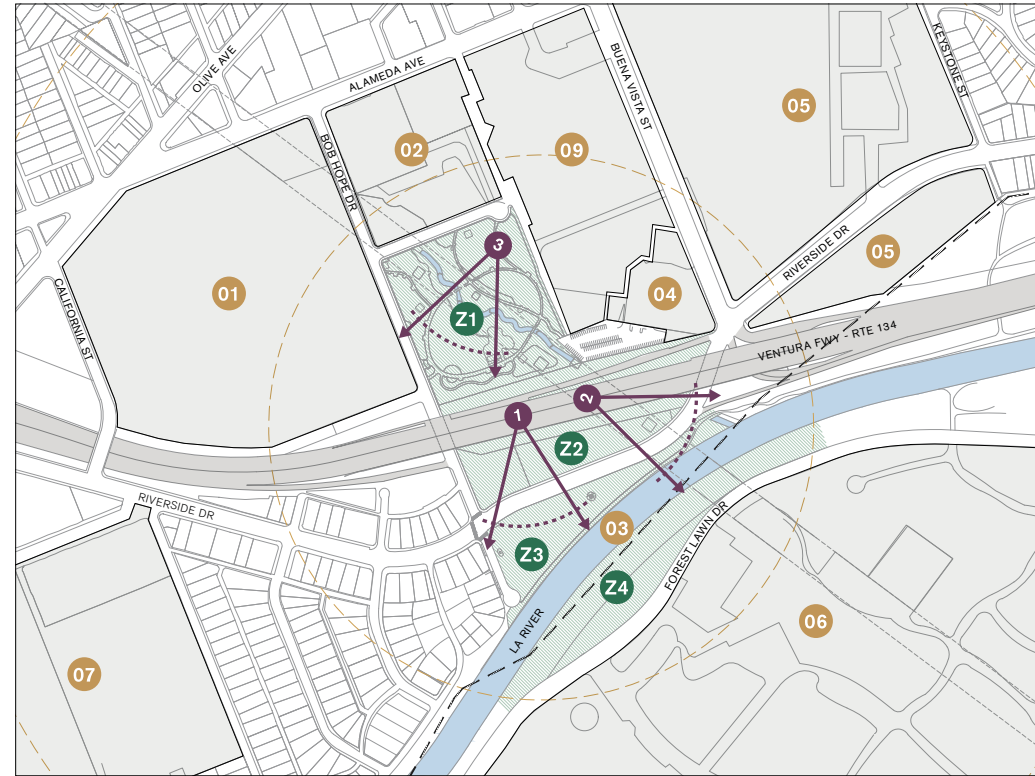 OLIVE AVE
ALAMEDA AVE
BUENA VISTA ST
KEYSTONE ST
05
02
09
BOB HOPE DR
3
05
RIVERSIDE DR
01
04
CALIFORNIA ST
Z1
VENTURA FWY - RTE 134
1
2
Z2
RIVERSIDE DR
03
Z3
FOREST LAWN DR
Z4
LA RIVER
06
07